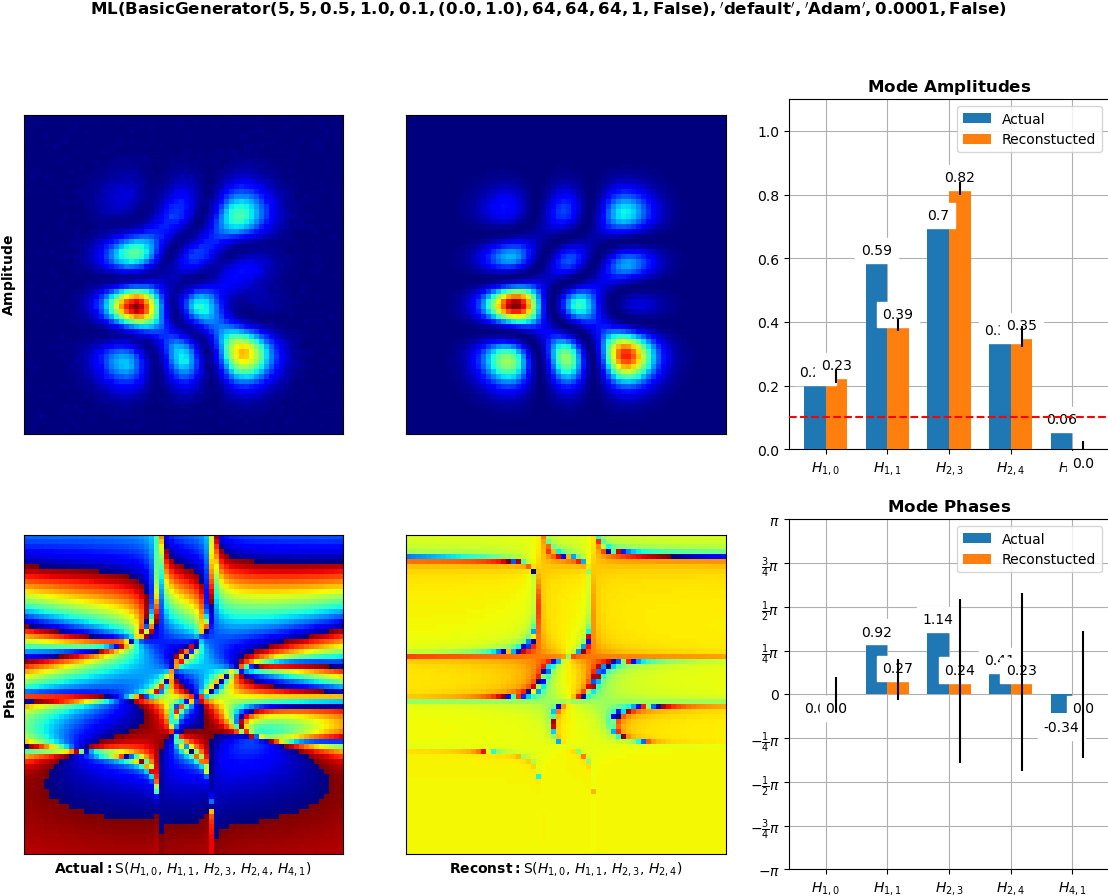 ML(BasicGenerator(5, 5, 0.5, 1.0, 0.1, (0.0, 1.0), 64, 64, 64, 1, False), 'default', 'Adam', 0.0001, False)
Amplitude
Mode Amplitudes
Actual
Reconstucted
1.0
0.8
0.6
0.4
0.2
0.0
0.23
0.59
0.39
0.7
0.82
0.35
0.06
0.0
H1,0
H1,1
H2,3
H2,4
Phase
Actual: S(H1,0, H1,1, H2,3, H2,4, H4,1)
Reconst: S(H1,0, H1,1, H2,3, H2,4)
Mode Phases
Actual
Reconstucted
π
3/4π
1/2π
1/4π
0
−1/4π
−1/2π
−3/4π
−π
0.0
0.92
0.27
1.14
0.24
0.23
-0.34
0.0
H1,0
H1,1
H2,3
H2,4
H4,1